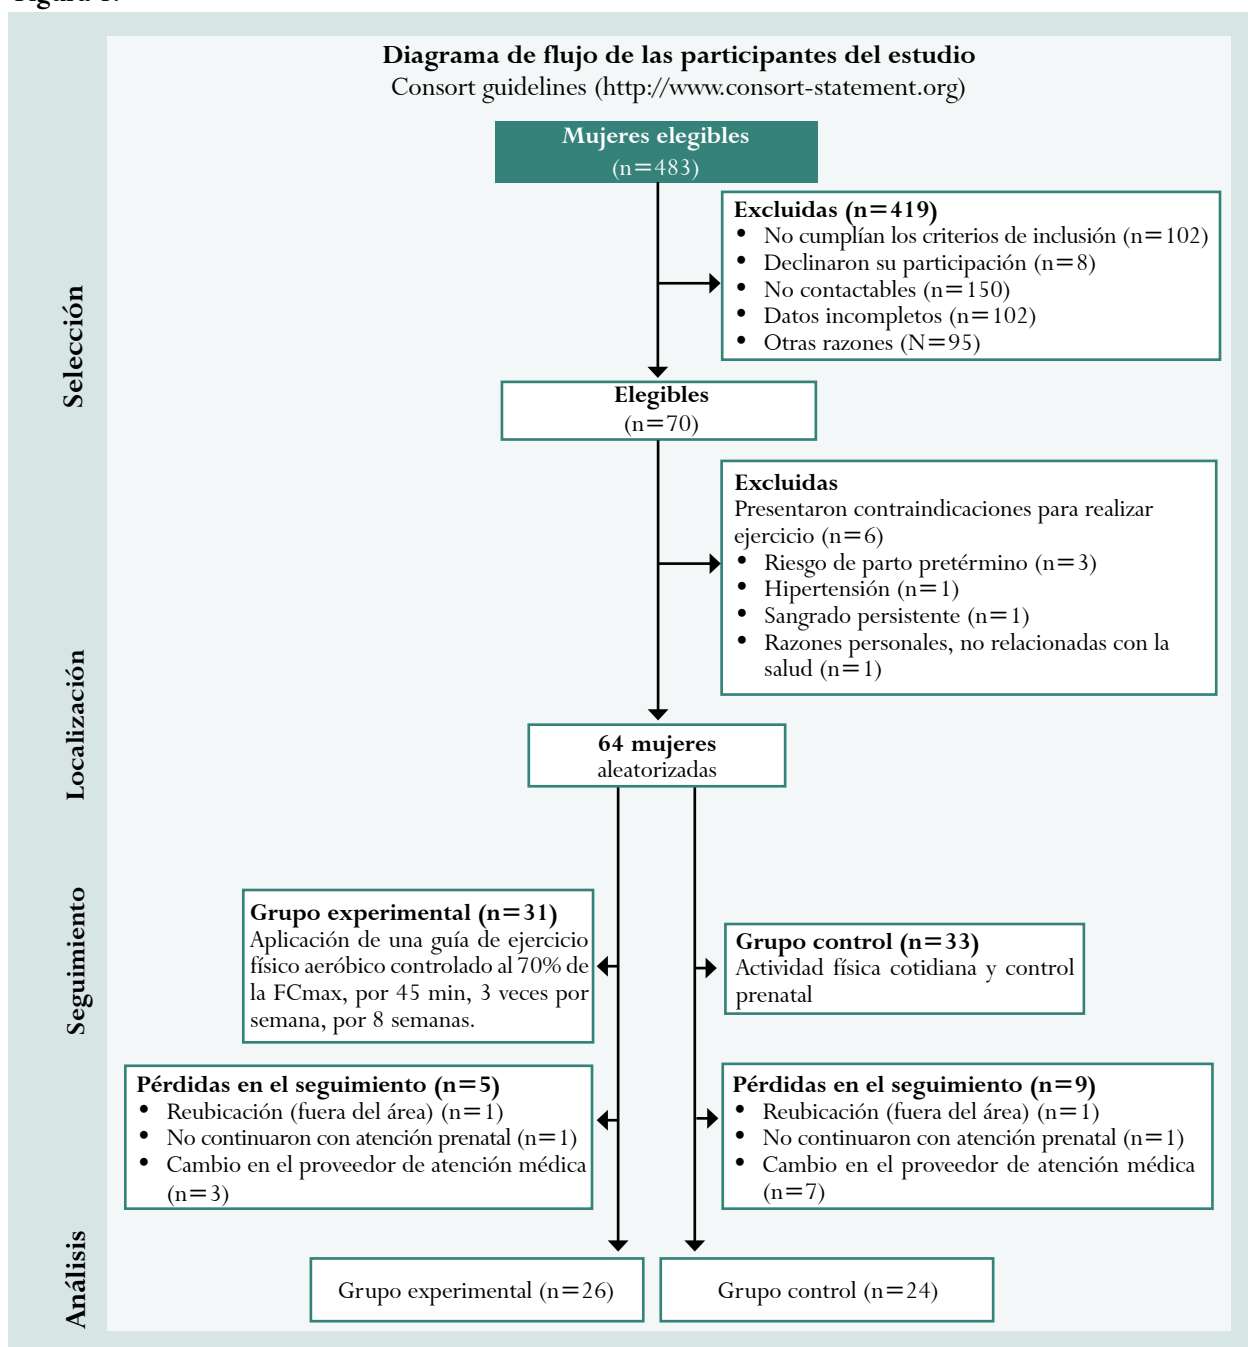 Diagrama de flujo de las participantes del estudio
Consort guidelines (http://www.consort-statement.org)
Selección
Mujeres elegibles
(n=483)
Excluidas (n=419)
• No cumplían los criterios de inclusión (n=102)
• Declinaron su participación (n=8)
• No contactables (n=150)
• Datos incompletos (n=102)
• Otras razones (N=95)
Elegibles
(n=70)
Excluidas
Presentaron contraindicaciones para realizar
ejercicio (n=6)
• Riesgo de parto pretérmino (n=3)
• Hipertensión (n=1)
• Sangrado persistente (n=1)
• Razones personales, no relacionadas con la
salud (n=1)
Localización
64 mujeres
aleatorizadas
Seguimiento
Grupo experimental (n=31)
Aplicación de una guía de ejercicio
físico aeróbico controlado al 70% de
la FCmax, por 45 min, 3 veces por
semana, por 8 semanas.
Grupo control (n=33)
Actividad física cotidiana y control
prenatal
Pérdidas en el seguimiento (n=5)
• Reubicación (fuera del área) (n=1)
• No continuaron con atención prenatal (n=1)
• Cambio en el proveedor de atención médica
(n=3)
Pérdidas en el seguimiento (n=9)
• Reubicación (fuera del área) (n=1)
• No continuaron con atención prenatal (n=1)
• Cambio en el proveedor de atención médica
(n=7)
Análisis
Grupo experimental (n=26)
Grupo control (n=24)